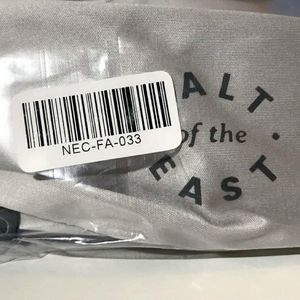 ALT
of the
EAST
NEC-FA-033